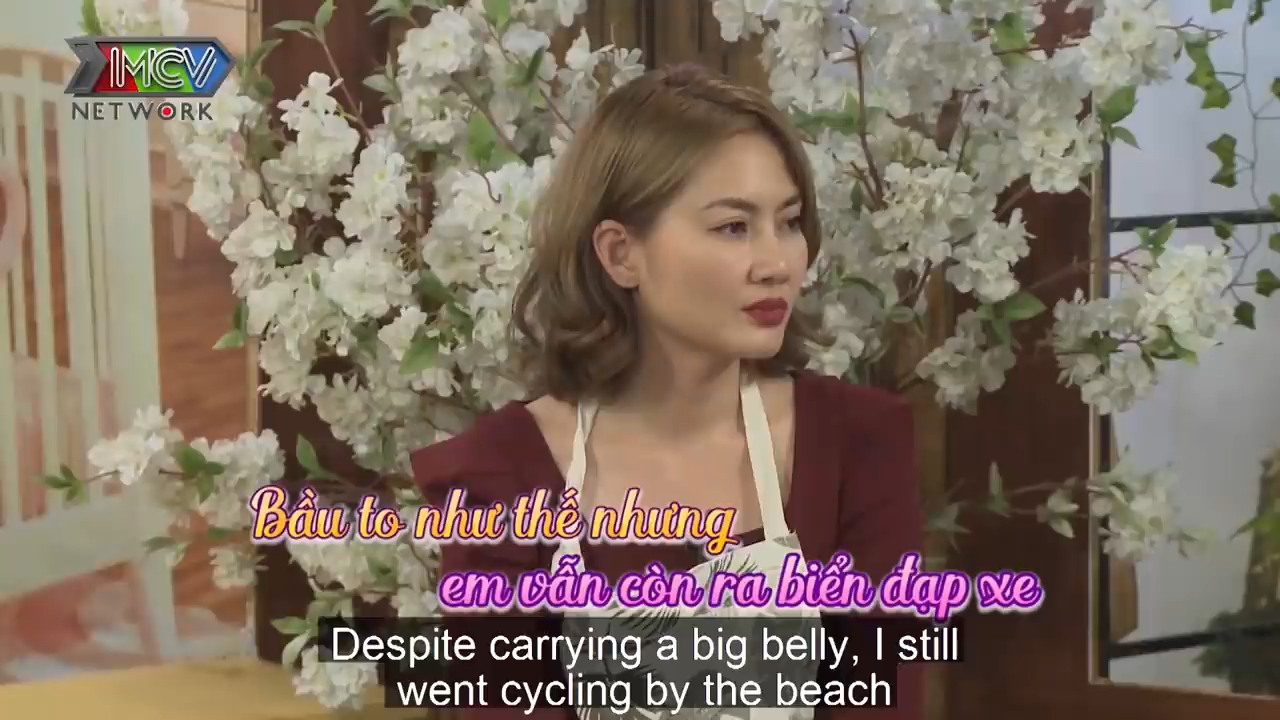 MCV
NETWORK
Bầu to như thế nhưng
em vẫn còn ra biển đạp xe
Despite carrying a big belly, I still
went cycling by the beach